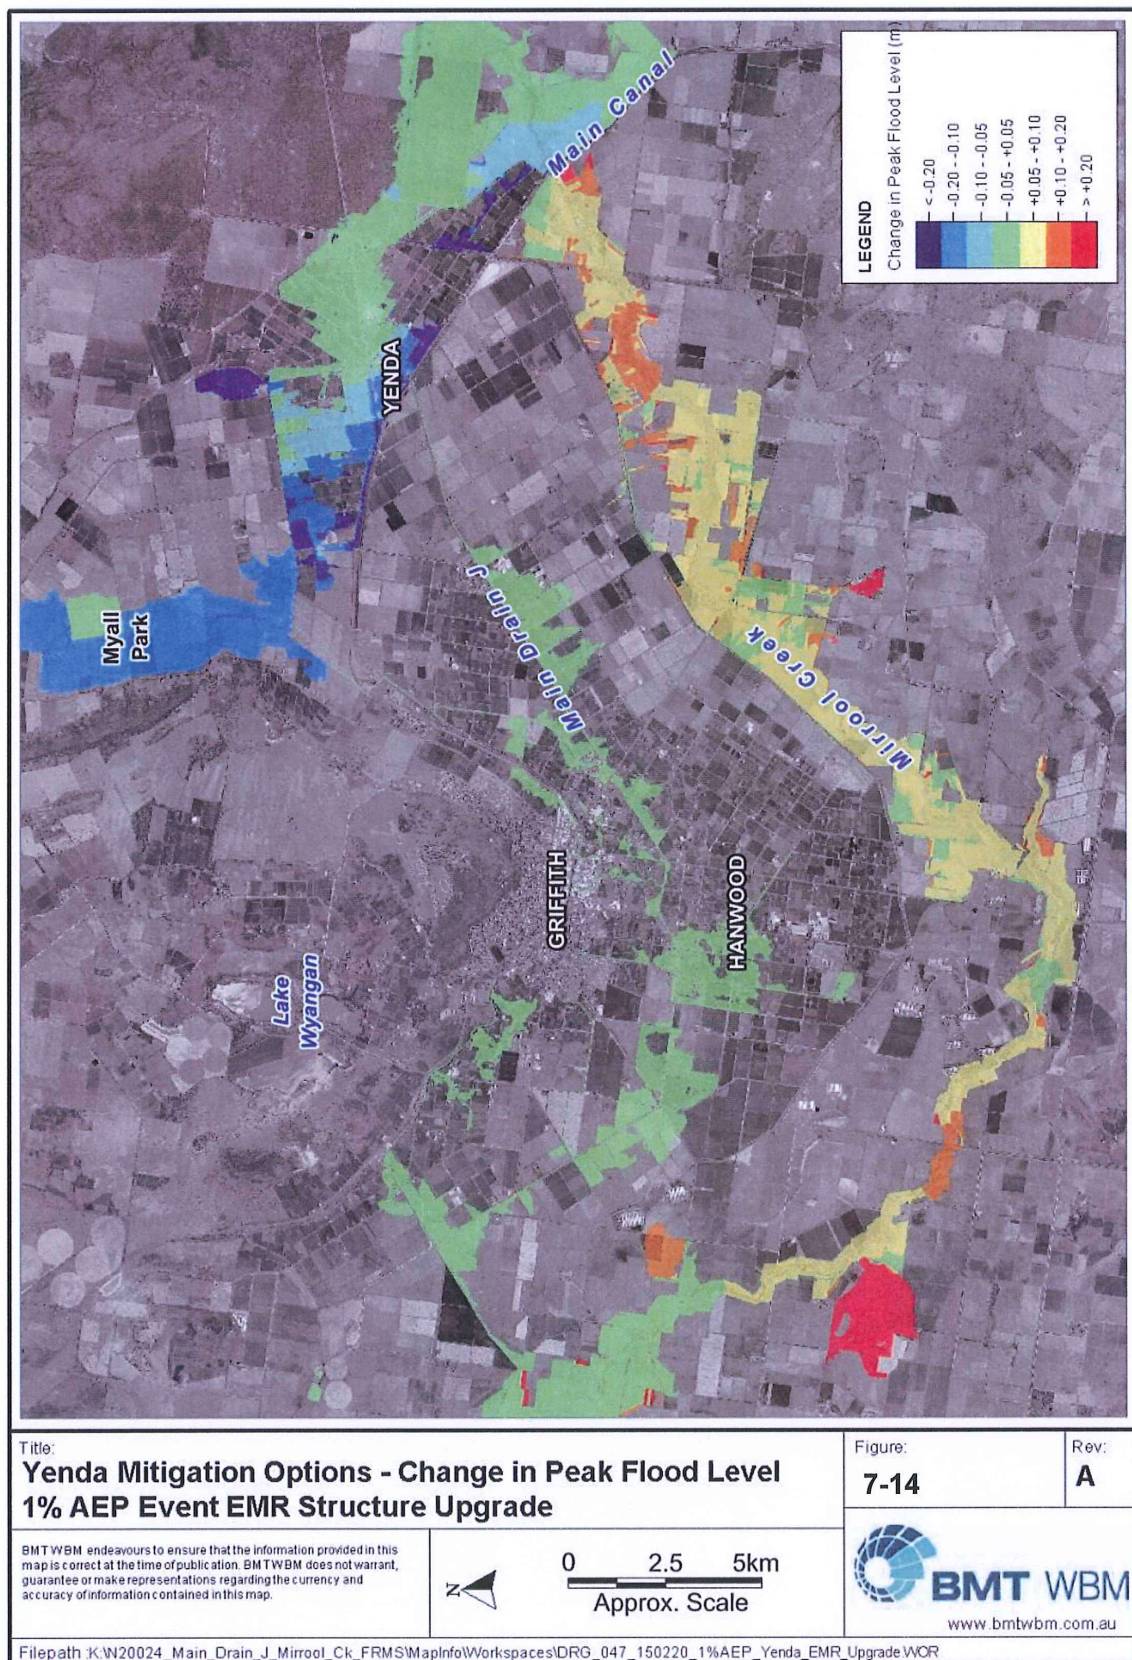 Main Canal
LEGEND
Change in Peak Flood Level (m)
< -0.20
-0.20 - -0.10
-0.10 - -0.05
-0.05 - +0.05
+0.05 - +0.10
+0.10 - +0.20
> +0.20
YENDA
Myall
Park
Main Drain J
Mirrool Creek
GRIFFITH
HANWOOD
Lake
Wyangan
Title:
Yenda Mitigation Options - Change in Peak Flood Level
1% AEP Event EMR Structure Upgrade
Figure:
7-14
Rev:
A
BMT WBM endeavours to ensure that the information provided in this
map is correct at the time of publication. BMT WBM does not warrant,
guarantee or make representations regarding the currency and
accuracy of information contained in this map.
N
0 2.5 5km
Approx. Scale
BMT WBM
www.bmtwbm.com.au
Filepath :K:\N20024_Main_Drain_J_Mirrool_Ck_FRMS\MapInfo\Workspaces\DRG_047_150220_1%AEP_Yenda_EMR_Upgrade.WOR